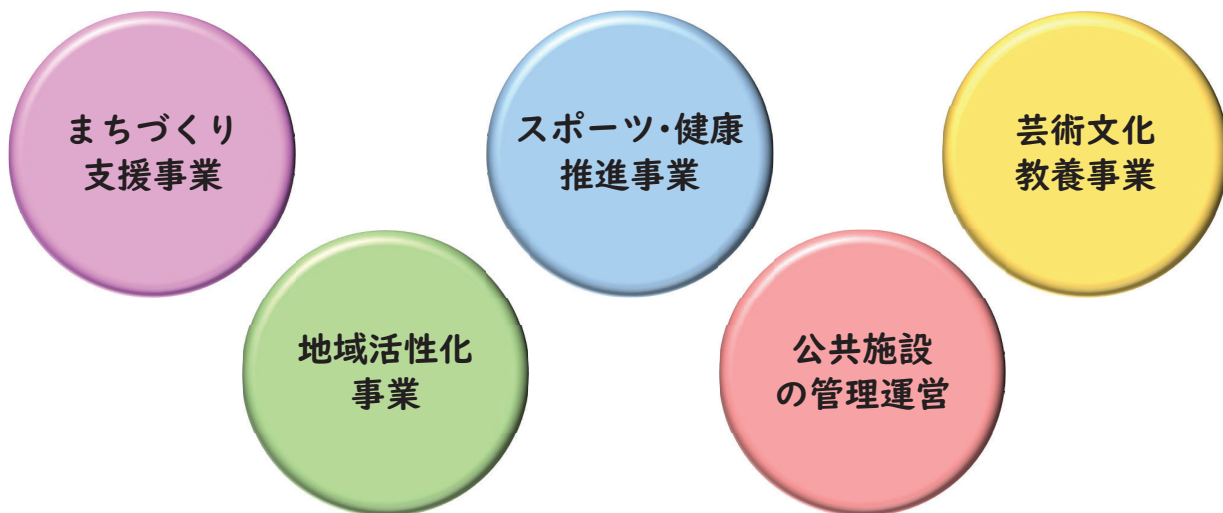 まちづくり
支援事業
スポーツ･健康
推進事業
芸術文化
教養事業
地域活性化
事業
公共施設
の管理運営